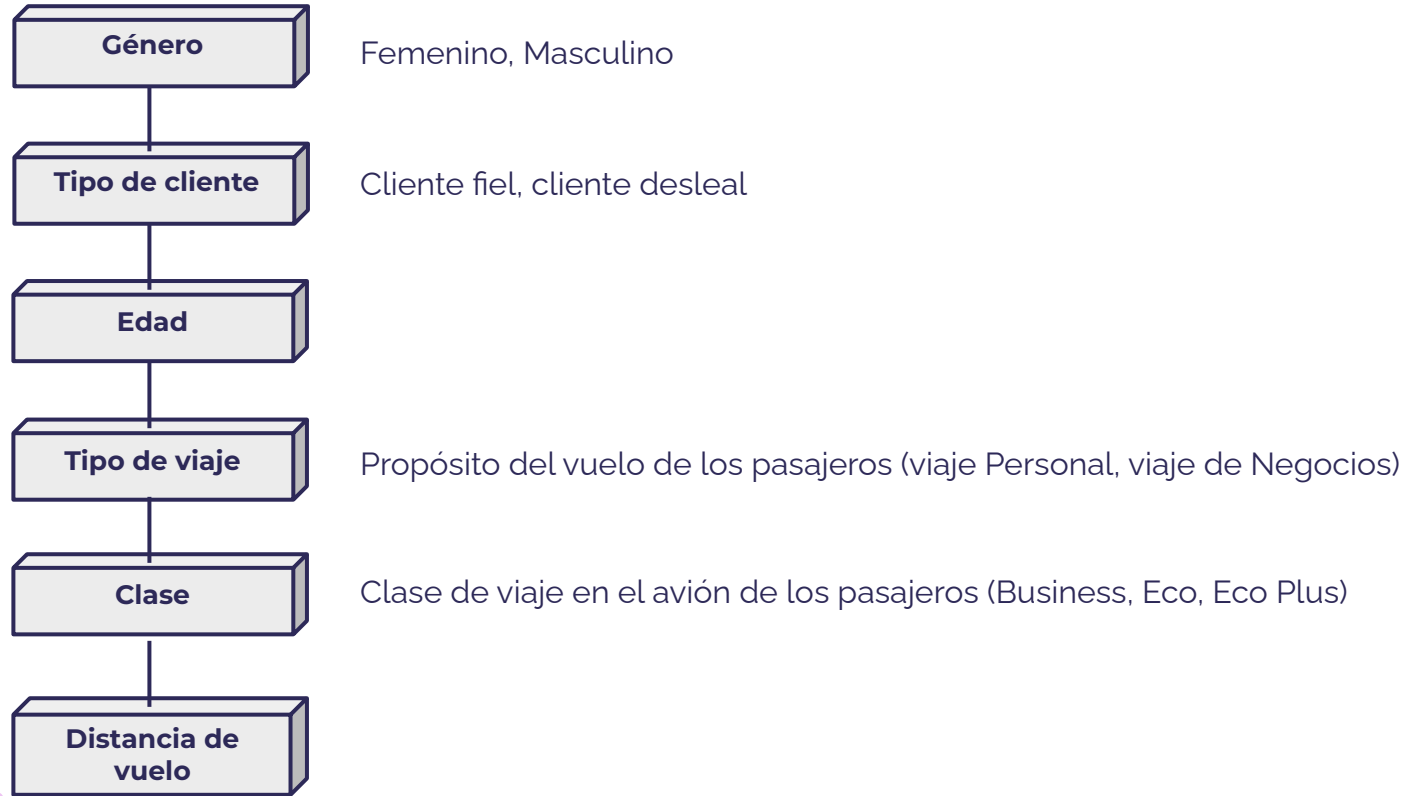 Género
Femenino, Masculino
Tipo de cliente
Cliente fiel, cliente desleal
Edad
Tipo de viaje
Propósito del vuelo de los pasajeros (viaje Personal, viaje de Negocios)
Clase
Clase de viaje en el avión de los pasajeros (Business, Eco, Eco Plus)
Distancia de
vuelo